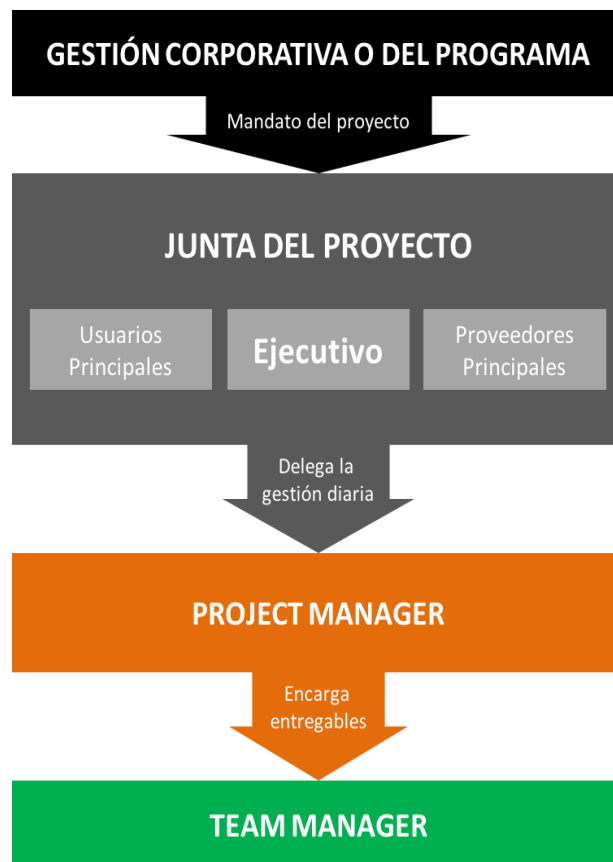 GESTIÓN CORPORATIVA O DEL PROGRAMA
Mandato del proyecto
JUNTA DEL PROYECTO
Usuarios
Principales
Ejecutivo
Proveedores
Principales
Delega la
gestión diaria
PROJECT MANAGER
Encarga
entregables
TEAM MANAGER